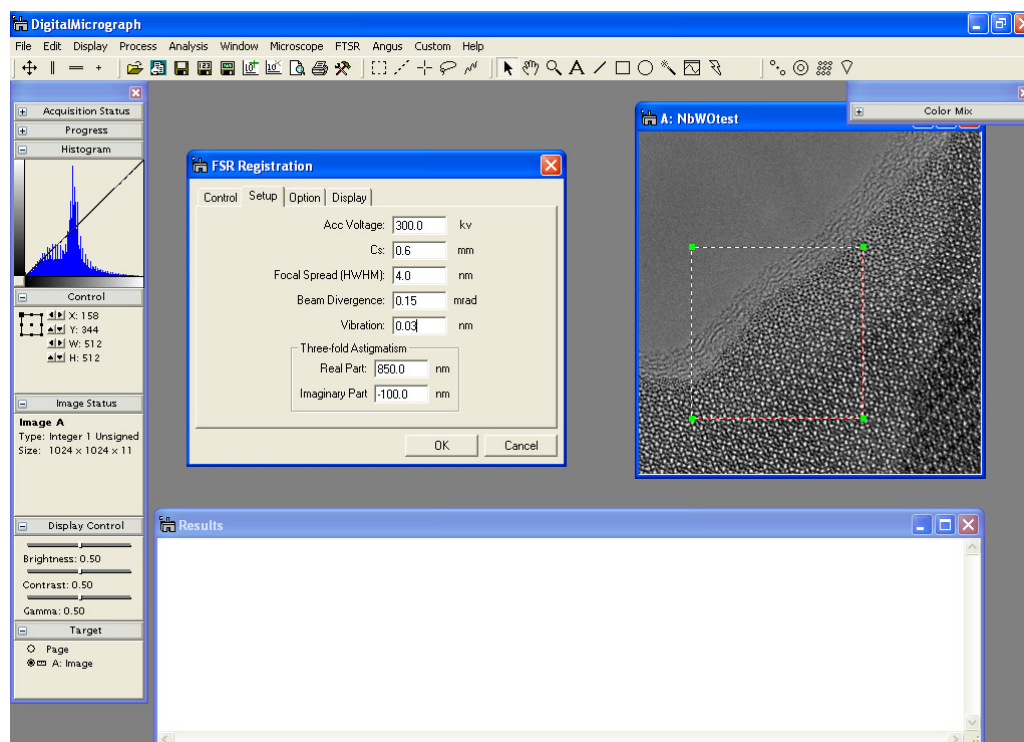 DigitalMicrograph
File Edit Display Process Analysis Window Microscope FTSR Angus Custom Help
Acquisition Status
Progress
Histogram
Control
X: 158
Y: 344
W: 512
H: 512
Image Status
Image A
Type: Integer 1 Unsigned
Size: 1024 x 1024 x 11
Display Control
Brightness: 0.50
Contrast: 0.50
Gamma: 0.50
Target
Page
A: Image
FSR Registration
Control Setup Option Display
Acc Voltage: 300.0 kv
Cs: 0.6 mm
Focal Spread (HWHM): 4.0 nm
Beam Divergence: 0.15 mrad
Vibration: 0.03 nm
Three-fold Astigmatism
Real Part: 850.0 nm
Imaginary Part -100.0 nm
OK Cancel
A: NbWOtest
Color Mix
Results